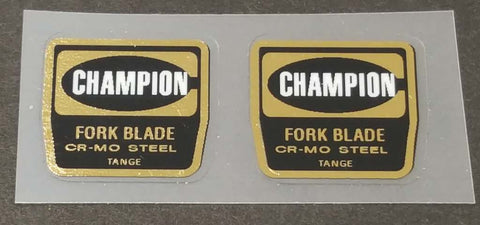 CHAMPION
FORK BLADE
CR-MO STEEL
TANGE
CHAMPION
FORK BLADE
CR-MO STEEL
TANGE